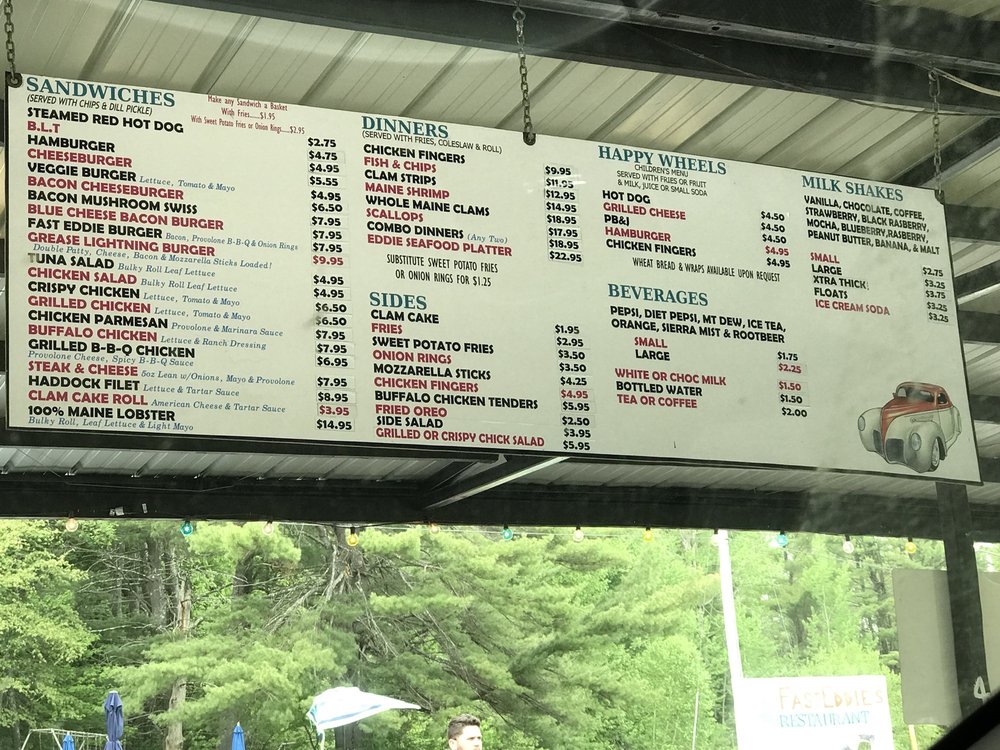 SANDWICHES
(SERVED WITH CHIPS & DILL PICKLE)
Make any Sandwich a Basket
With Fries......$1.95
With Sweet Potato Fries or Onion Rings.....$2.95
STEAMED RED HOT DOG $2.75
B.L.T $4.75
HAMBURGER $4.95
CHEESEBURGER $5.55
VEGGIE BURGER Lettuce, Tomato & Mayo $4.95
BACON CHEESEBURGER $6.50
BACON MUSHROOM SWISS $7.95
BLUE CHEESE BACON BURGER $7.95
FAST EDDIE BURGER Bacon, Provolone B-B-Q & Onion Rings $7.95
GREASE LIGHTNING BURGER $9.95
Double Patty, Cheese, Bacon & Mozzarella Sticks Loaded!
TUNA SALAD Bulky Roll Leaf Lettuce $4.95
CHICKEN SALAD Bulky Roll Leaf Lettuce $4.95
CRISPY CHICKEN Lettuce, Tomato & Mayo $6.50
GRILLED CHICKEN Lettuce, Tomato & Mayo $6.50
CHICKEN PARMESAN Provolone & Marinara Sauce $7.95
BUFFALO CHICKEN Lettuce & Ranch Dressing $7.95
GRILLED B-B-Q CHICKEN $6.95
Provolone Cheese, Spicy B-B-Q Sauce
STEAK & CHEESE 5oz Lean w/Onions, Mayo & Provolone $7.95
HADDOCK FILET Lettuce & Tartar Sauce $8.95
CLAM CAKE ROLL American Cheese & Tartar Sauce $3.95
100% MAINE LOBSTER $14.95
Bulky Roll, Leaf Lettuce & Light Mayo
DINNERS
(SERVED WITH FRIES, COLESLAW & ROLL)
CHICKEN FINGERS $9.95
FISH & CHIPS $11.95
CLAM STRIPS $12.95
MAINE SHRIMP $14.95
WHOLE MAINE CLAMS $18.95
SCALLOPS $17.95
COMBO DINNERS (Any Two) $18.95
EDDIE SEAFOOD PLATTER $22.95
SUBSTITUTE SWEET POTATO FRIES
OR ONION RINGS FOR $1.25
SIDES
CLAM CAKE $1.95
FRIES $2.95
SWEET POTATO FRIES $3.50
ONION RINGS $3.50
MOZZARELLA STICKS $4.25
CHICKEN FINGERS $4.95
BUFFALO CHICKEN TENDERS $5.95
FRIED OREO $2.50
SIDE SALAD $3.95
GRILLED OR CRISPY CHICK SALAD $5.95
HAPPY WHEELS
CHILDREN'S MENU
SERVED WITH FRIES OR FRUIT
& MILK, JUICE OR SMALL SODA
HOT DOG $4.50
GRILLED CHEESE $4.50
PB&J $4.50
HAMBURGER $4.95
CHICKEN FINGERS $4.95
WHEAT BREAD & WRAPS AVAILABLE UPON REQUEST
BEVERAGES
PEPSI, DIET PEPSI, MT DEW, ICE TEA,
ORANGE, SIERRA MIST & ROOTBEER
SMALL $1.75
LARGE $2.25
WHITE OR CHOC MILK $1.50
BOTTLED WATER $1.50
TEA OR COFFEE $2.00
MILK SHAKES
VANILLA, CHOCOLATE, COFFEE,
STRAWBERRY, BLACK RASBERRY,
MOCHA, BLUEBERRY,RASBERRY,
PEANUT BUTTER, BANANA, & MALT
SMALL $2.75
LARGE $3.25
XTRA THICK $3.75
FLOATS $3.25
ICE CREAM SODA $3.25
RESTAURANT